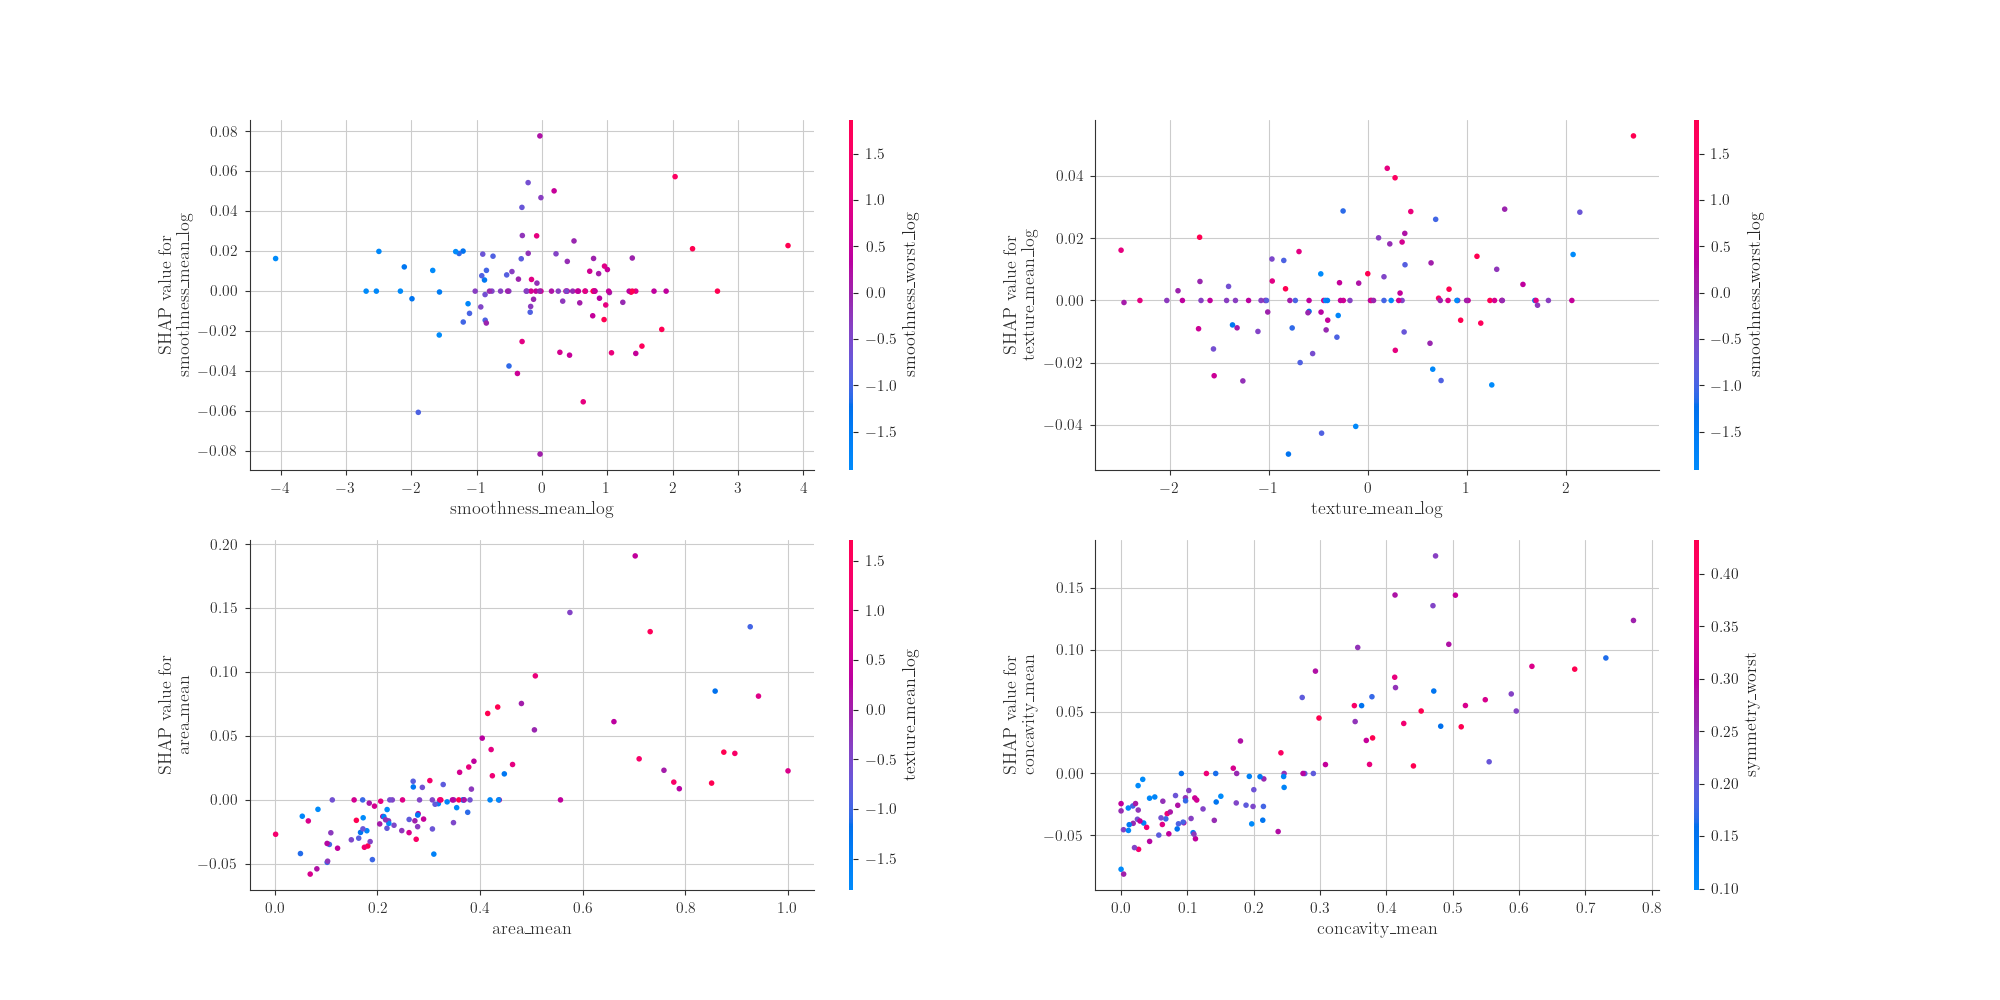 0.08
0.06
0.04
0.02
0.00
−0.02
−0.04
−0.06
−0.08
SHAP value for
smoothness_mean_log
−4 −3 −2 −1 0 1 2 3 4
smoothness_mean_log
1.5
1.0
0.5
0.0
−0.5
−1.0
−1.5
smoothness_worst_log
0.04
0.02
0.00
−0.02
−0.04
SHAP value for
texture_mean_log
−2 −1 0 1 2
texture_mean_log
1.5
1.0
0.5
0.0
−0.5
−1.0
−1.5
smoothness_worst_log
0.20
0.15
0.10
0.05
0.00
−0.05
SHAP value for
area_mean
0.0 0.2 0.4 0.6 0.8 1.0
area_mean
1.5
1.0
0.5
0.0
−0.5
−1.0
−1.5
texture_mean_log
0.15
0.10
0.05
0.00
−0.05
SHAP value for
concavity_mean
0.0 0.1 0.2 0.3 0.4 0.5 0.6 0.7 0.8
concavity_mean
0.40
0.35
0.30
0.25
0.20
0.15
0.10
symmetry_worst